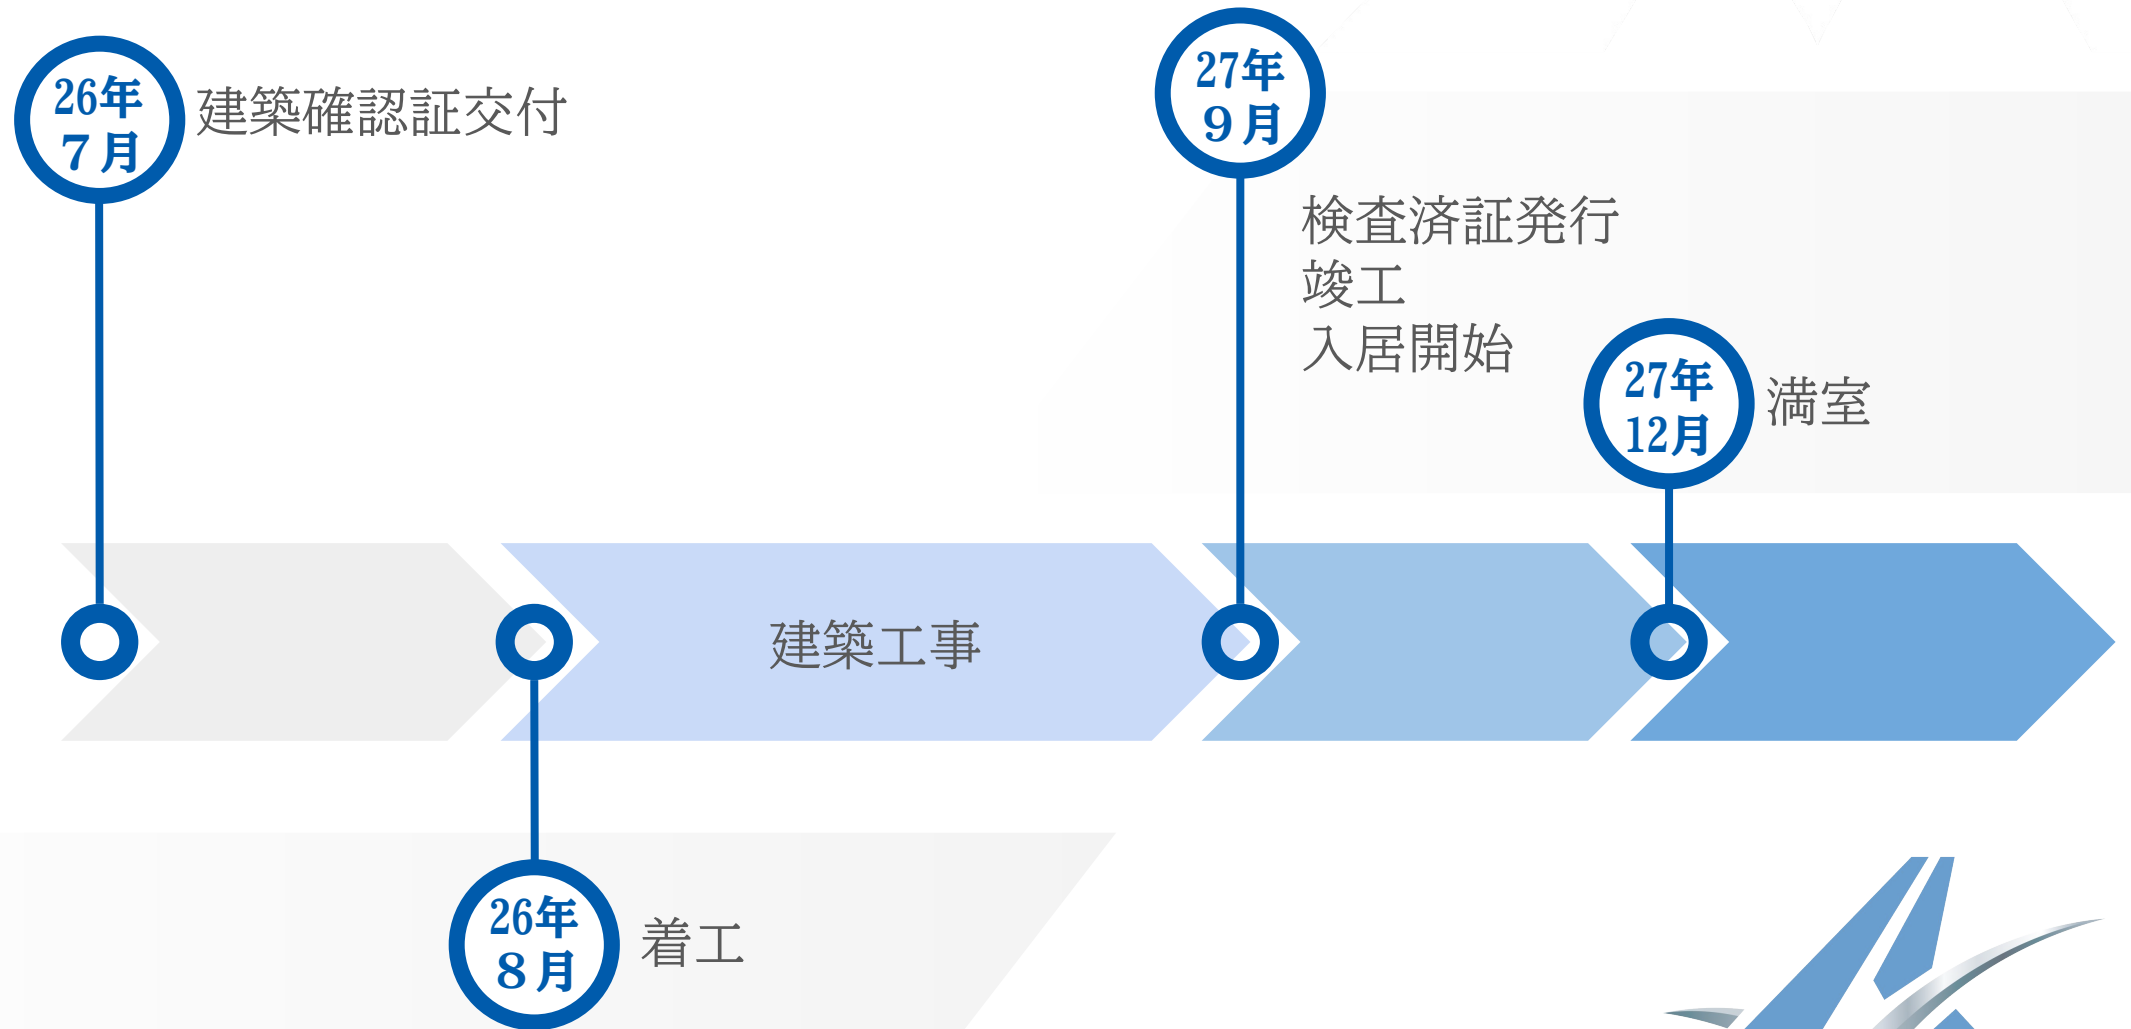 26年
７月
建築確認証交付
27年
９月
検査済証発行
竣工
入居開始
27年
12月
満室
建築工事
26年
８月
着工